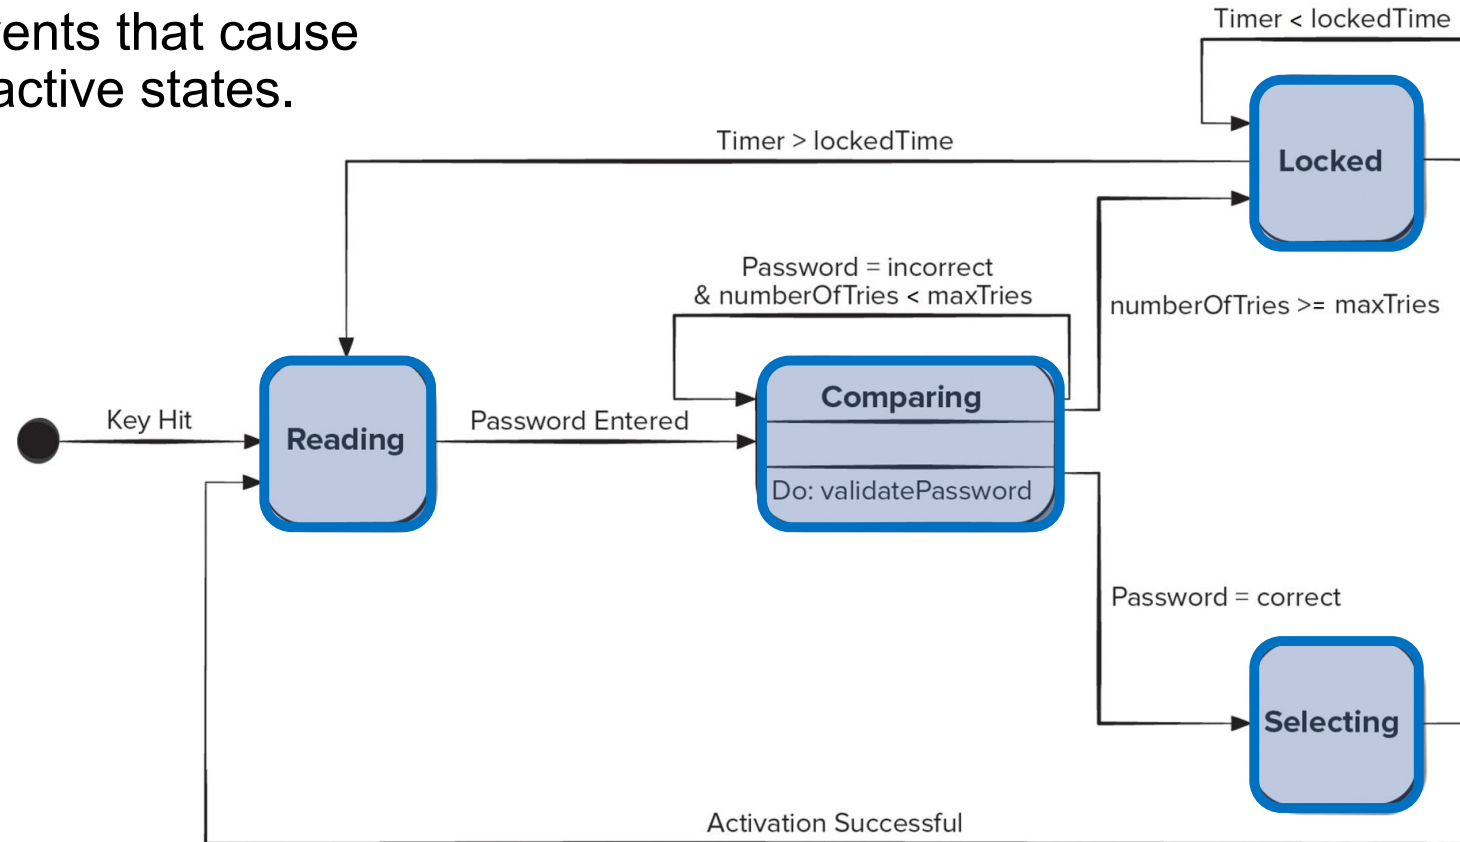 vents that cause
active states.
Timer < lockedTime
Timer > lockedTime
Locked
Password = incorrect
& numberOfTries < maxTries
numberOfTries >= maxTries
Key Hit
Reading
Password Entered
Comparing
Do: validatePassword
Password = correct
Selecting
Activation Successful